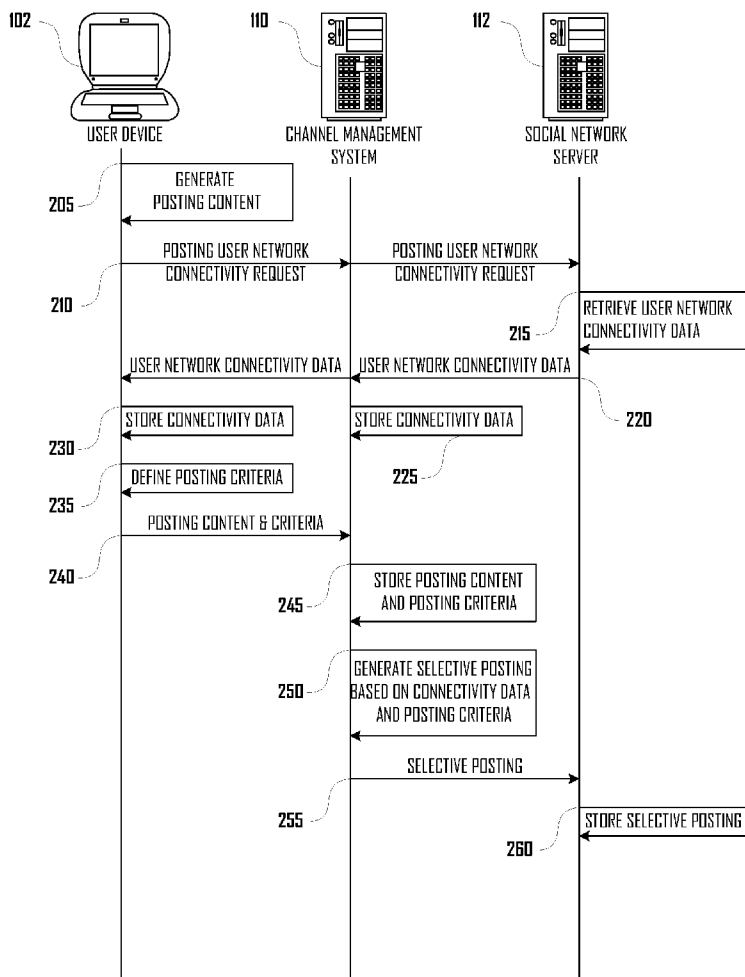 102
110
112
USER DEVICE
CHANNEL MANAGEMENT
SYSTEM
SOCIAL NETWORK
SERVER
205
GENERATE
POSTING CONTENT
210
POSTING USER NETWORK
CONNECTIVITY REQUEST
POSTING USER NETWORK
CONNECTIVITY REQUEST
215
RETRIEVE USER NETWORK
CONNECTIVITY DATA
USER NETWORK CONNECTIVITY DATA
USER NETWORK CONNECTIVITY DATA
220
230
STORE CONNECTIVITY DATA
STORE CONNECTIVITY DATA
225
235
DEFINE POSTING CRITERIA
240
POSTING CONTENT & CRITERIA
245
STORE POSTING CONTENT
AND POSTING CRITERIA
250
GENERATE SELECTIVE POSTING
BASED ON CONNECTIVITY DATA
AND POSTING CRITERIA
255
SELECTIVE POSTING
260
STORE SELECTIVE POSTING